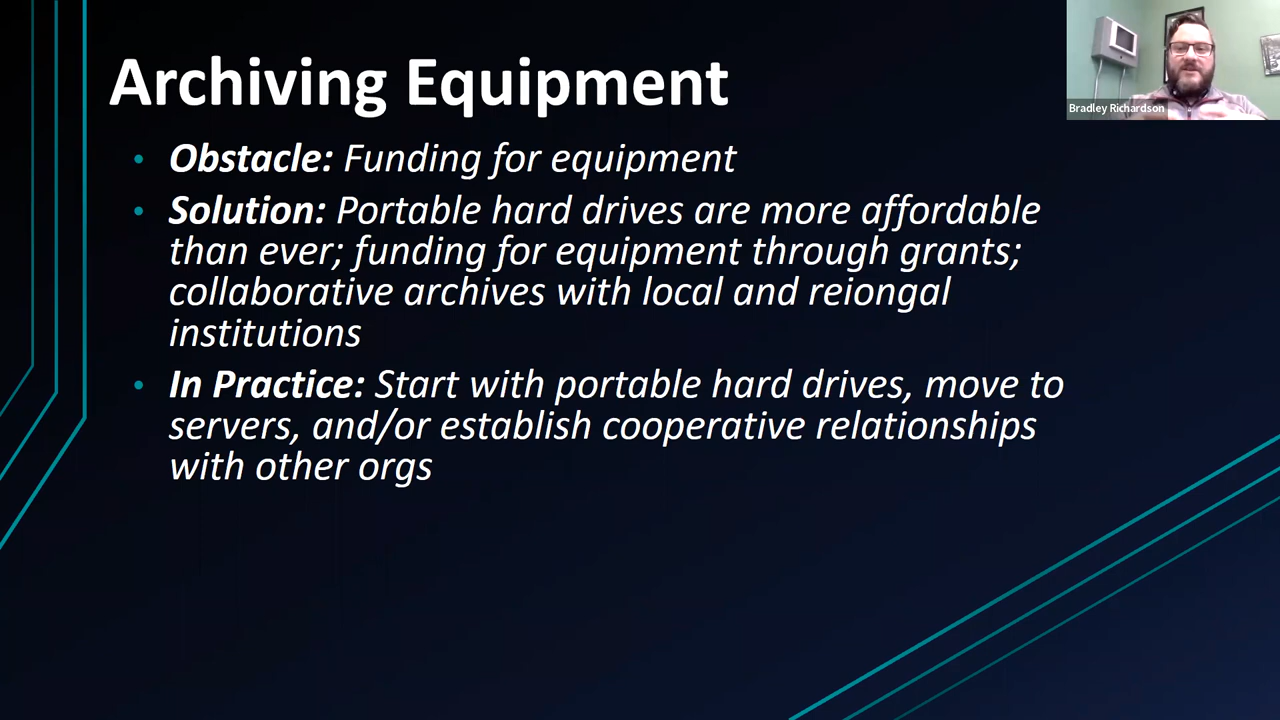 Archiving Equipment
Bradley Richardson
• Obstacle: Funding for equipment
• Solution: Portable hard drives are more affordable
than ever; funding for equipment through grants;
collaborative archives with local and reiongal
institutions
• In Practice: Start with portable hard drives, move to
servers, and/or establish cooperative relationships
with other orgs